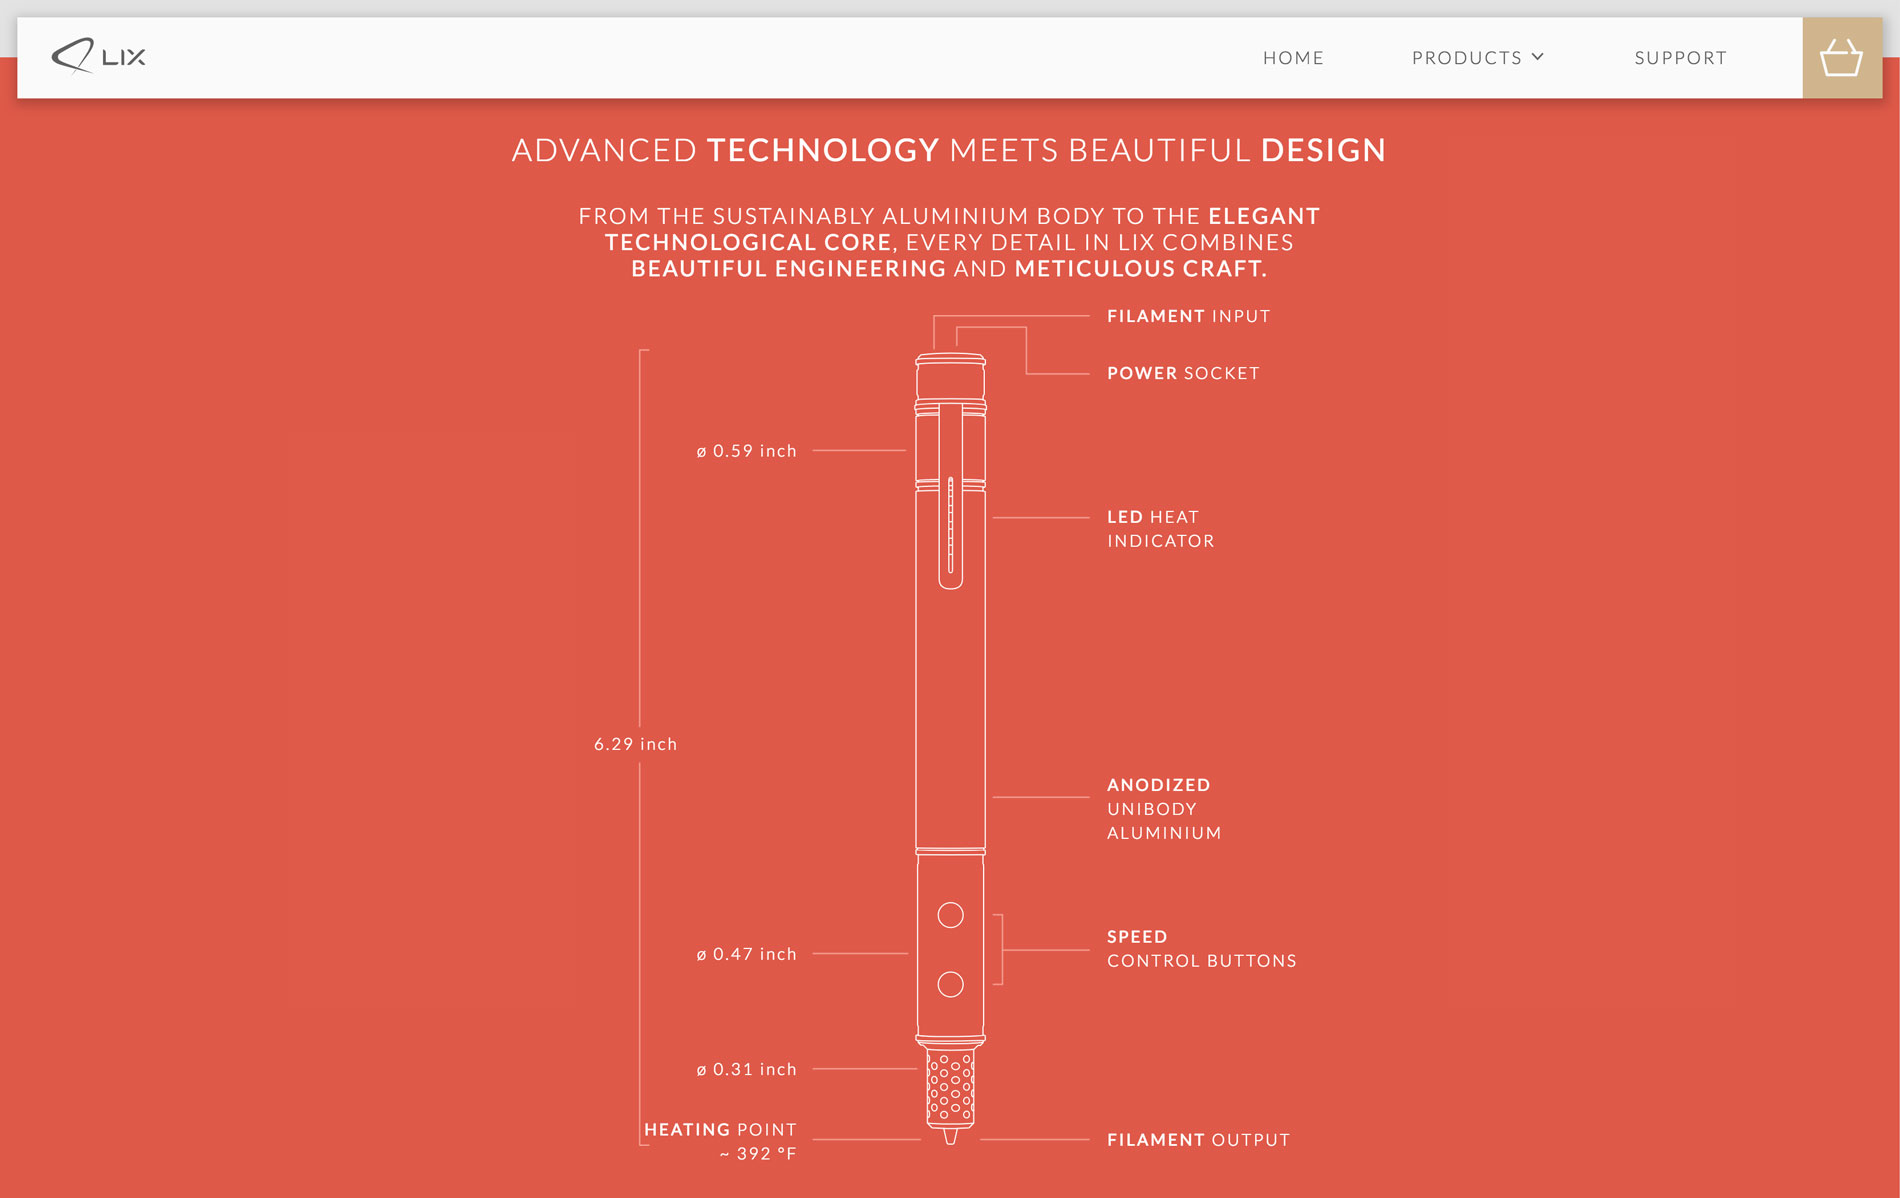 LIX
HOME
PRODUCTS
SUPPORT
ADVANCED TECHNOLOGY MEETS BEAUTIFUL DESIGN
FROM THE SUSTAINABLY ALUMINIUM BODY TO THE ELEGANT
TECHNOLOGICAL CORE, EVERY DETAIL IN LIX COMBINES
BEAUTIFUL ENGINEERING AND METICULOUS CRAFT.
FILAMENT INPUT
POWER SOCKET
ø 0.59 inch
LED HEAT
INDICATOR
6.29 inch
ANODIZED
UNIBODY
ALUMINIUM
SPEED
CONTROL BUTTONS
ø 0.47 inch
ø 0.31 inch
HEATING POINT
~ 392 °F
FILAMENT OUTPUT